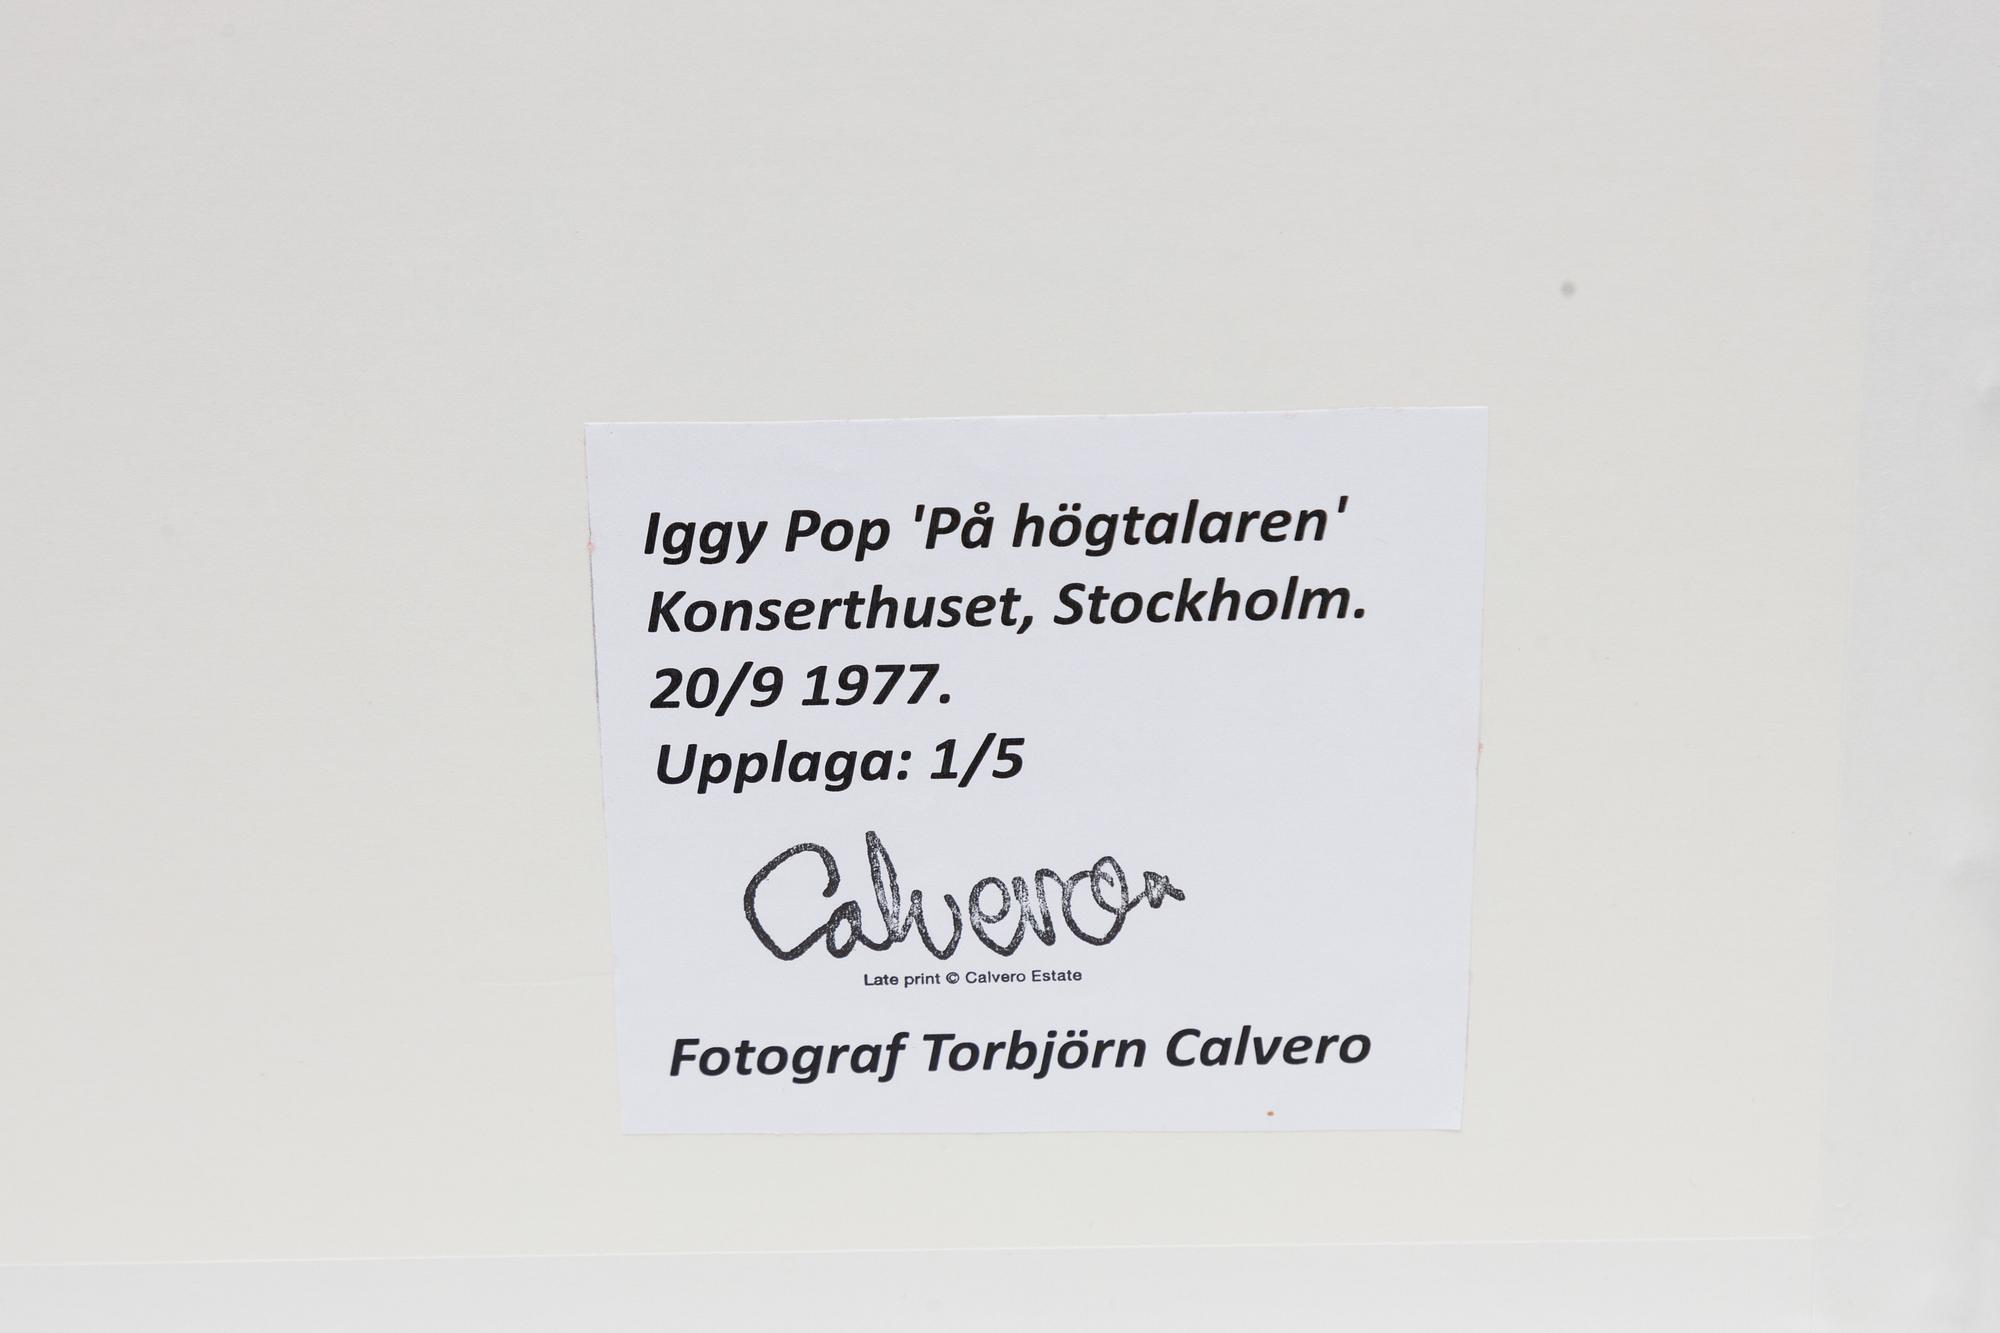 Iggy Pop 'På högtalaren'
Konserthuset, Stockholm.
20/9 1977.
Upplaga: 1/5
Calvero
Late print © Calvero Estate
Fotograf Torbjörn Calvero